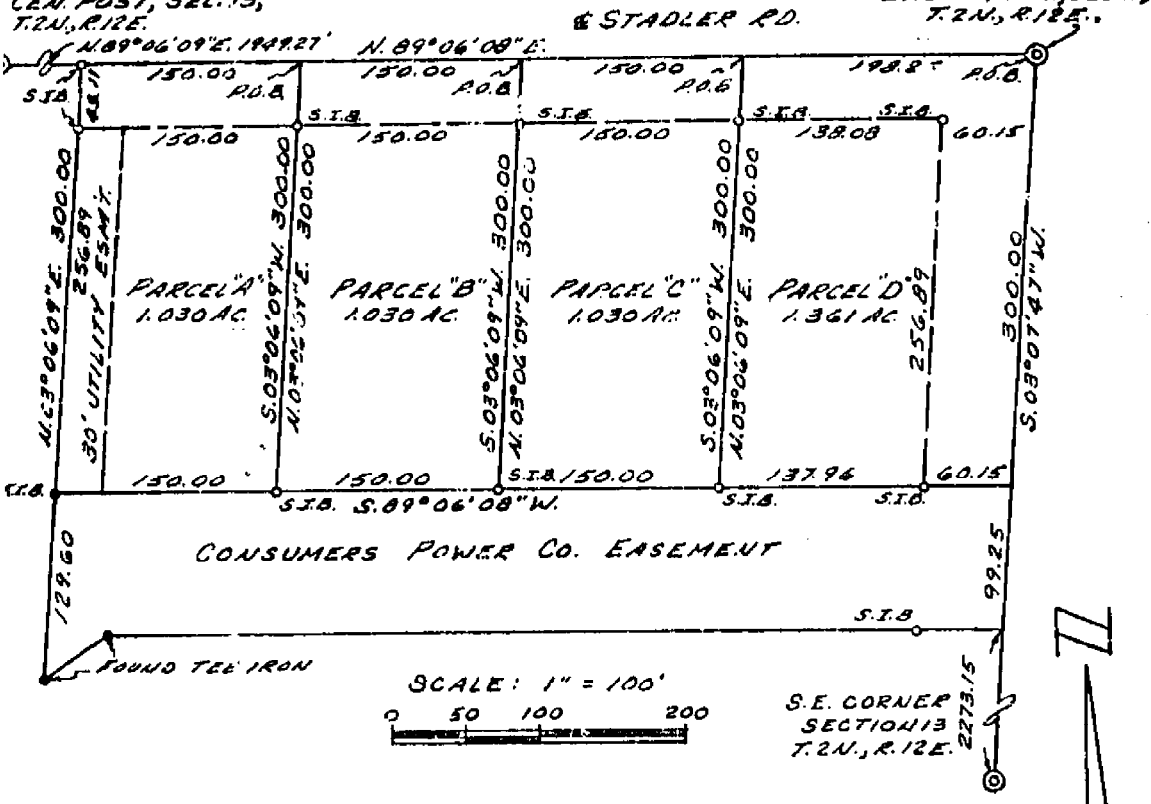 CEN. POST, SEC. 13,
T.2N., R.12E.
₵ STADLER RD.
T.2N., R.12E.
N.89°06'09"E. 1949.27'
N.89°06'08"E.
150.00
150.00
150.00
P.O.B.
P.O.B
P.O.B
P.O.B.
S.I.B.
S.I.B.
S.I.B.
S.I.B.
S.I.B.
150.00
150.00
150.00
138.08
60.15
N.03°06'09"E. 300.00
256.89
30' UTILITY ESMT.
S.03°06'09"W. 300.00
300.00
S.03°06'09"W. 300.00
N.03°06'09"E. 300.00
S.03°06'09"W. 300.00
N.03°06'09"E. 300.00
256.89
300.00
S.03°07'47"W.
PARCEL "A"
1.030 AC.
PARCEL "B"
1.030 AC.
PARCEL "C"
1.030 AC.
PARCEL "D"
1.361 AC
150.00
150.00
150.00
137.96
60.15
S.I.B.
S.I.B.
S.I.B.
S.I.B.
S.I.B.
S.89°06'08"W.
CONSUMERS POWER CO. EASEMENT
129.60
99.25
S.I.B
FOUND TEE IRON
SCALE: 1" = 100'
0 50 100 200
S.E. CORNER
SECTION 13
T.2N., R.12E.
2273.15
N